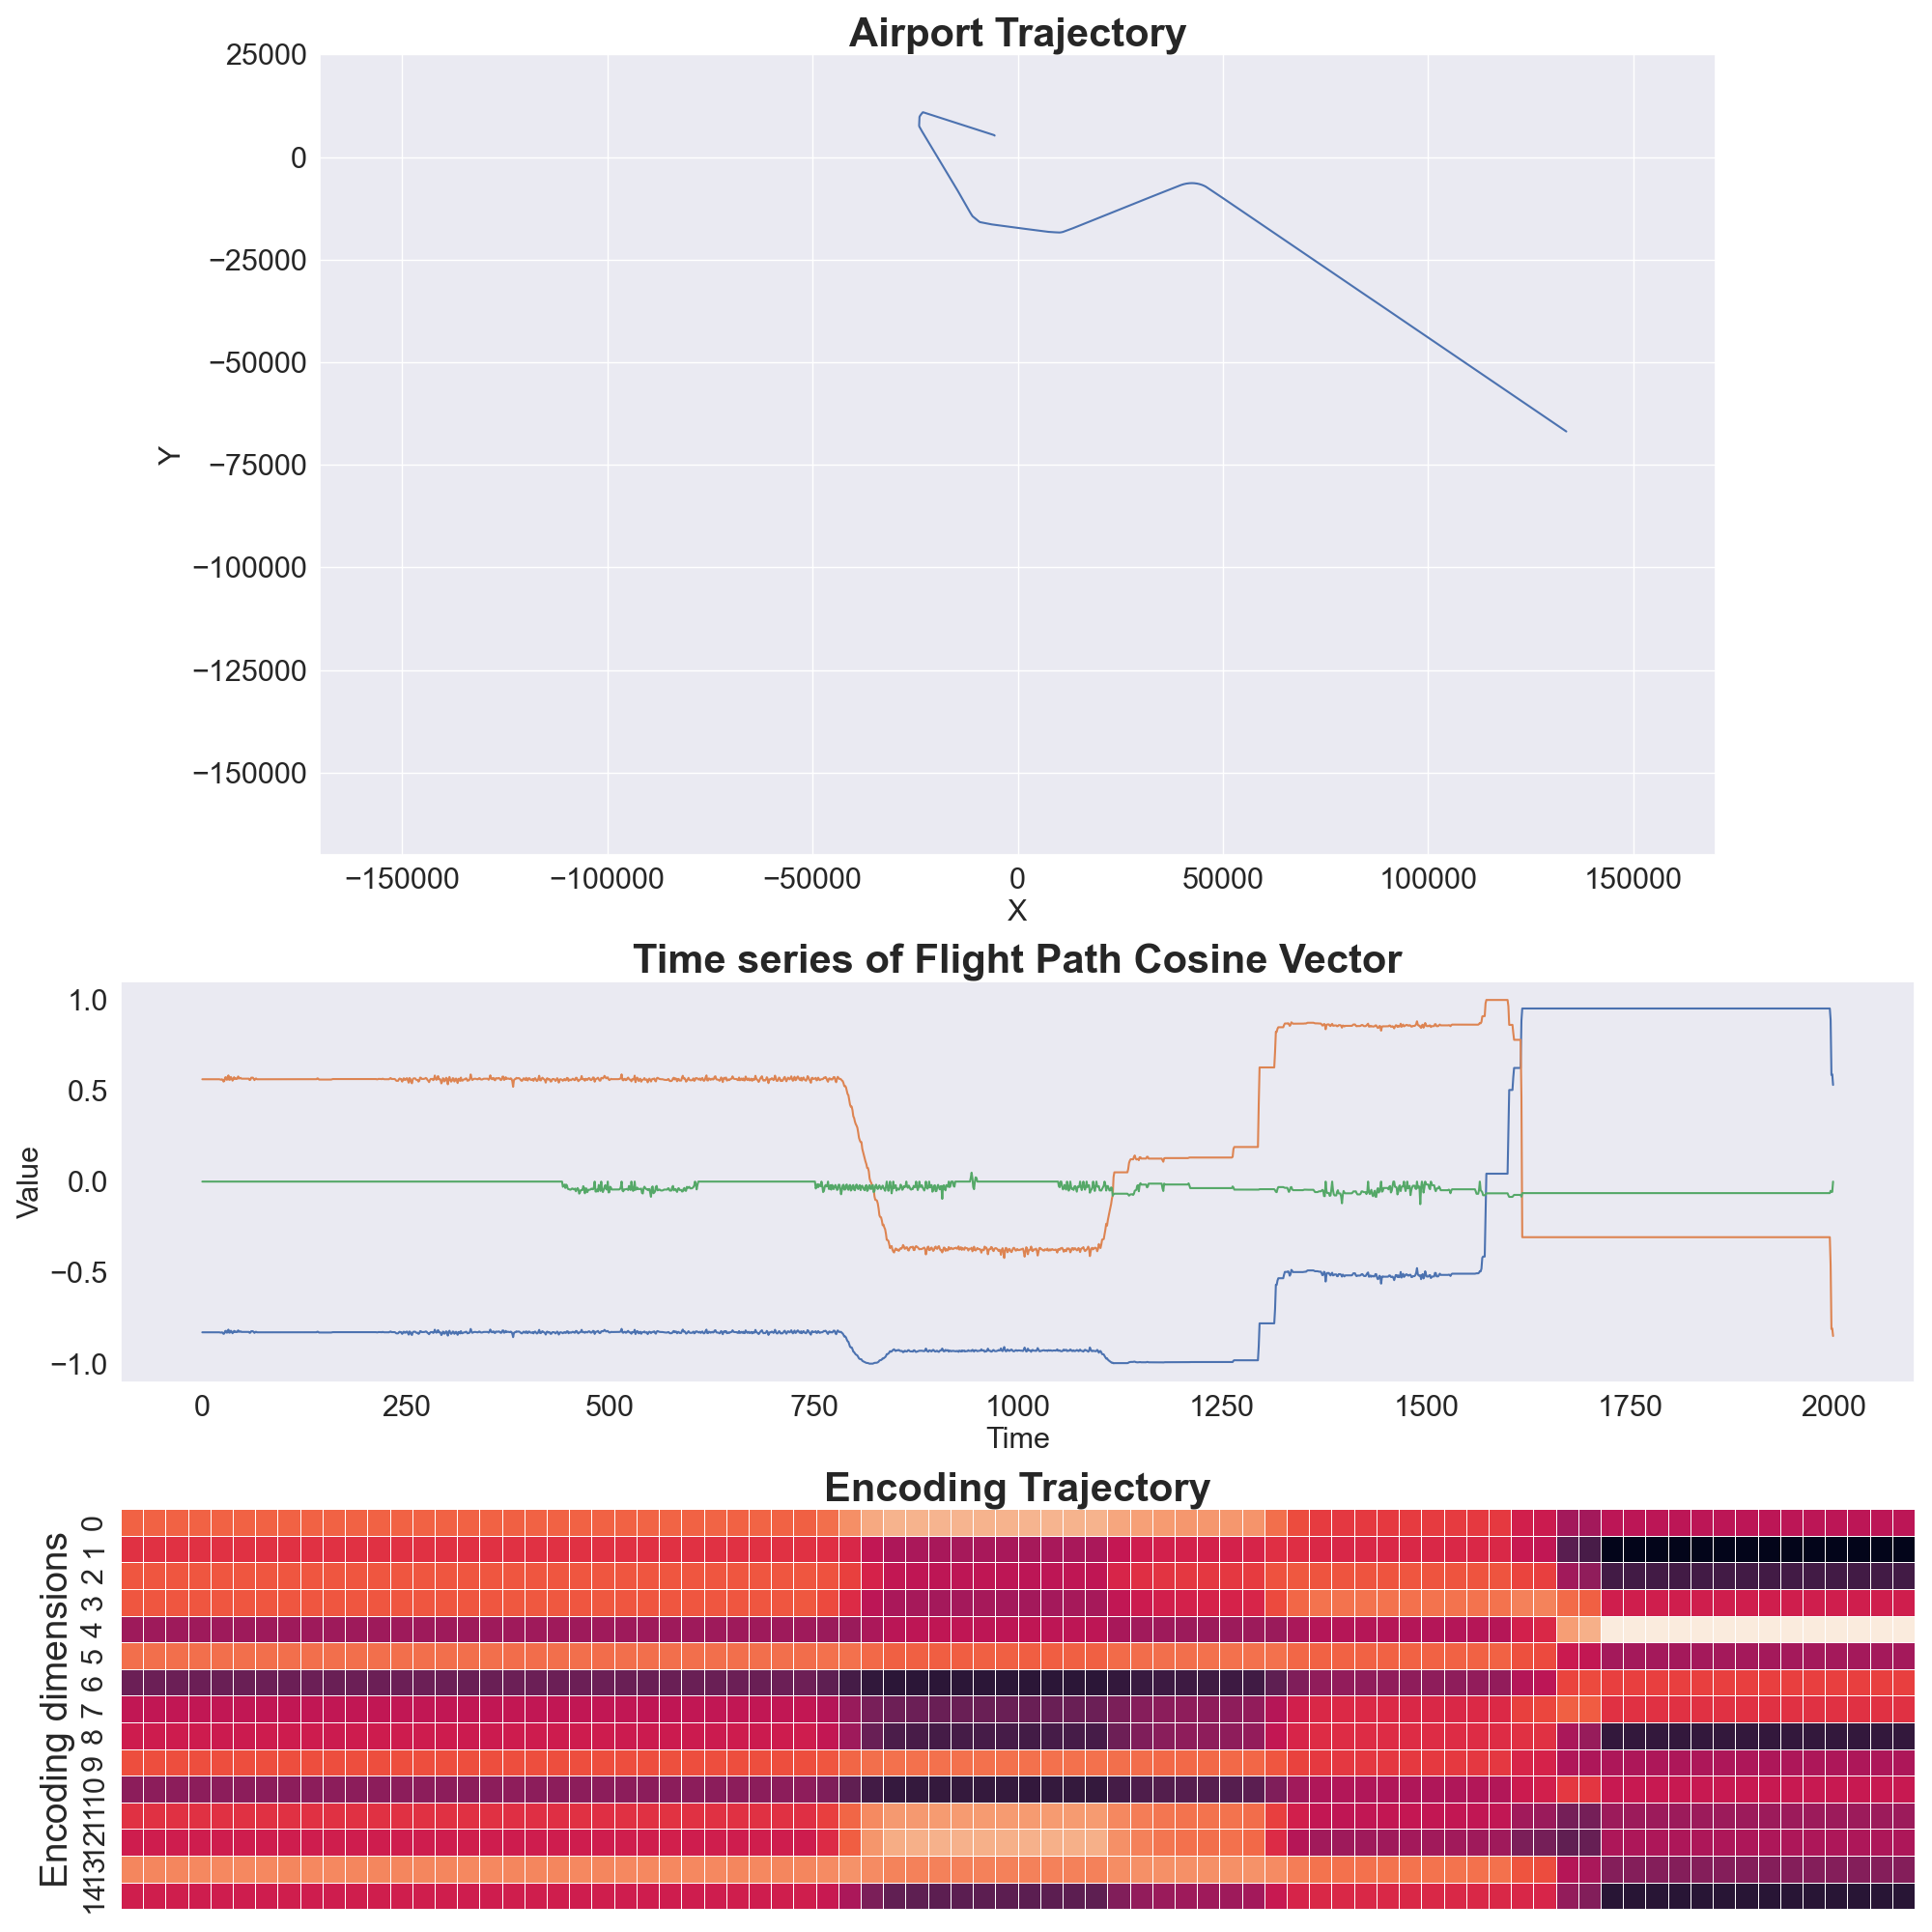 Airport Trajectory
25000
0
−25000
−50000
−75000
−100000
−125000
−150000
Y
−150000 −100000 −50000 0 50000 100000 150000
X
Time series of Flight Path Cosine Vector
1.0
0.5
0.0
−0.5
−1.0
Value
0 250 500 750 1000 1250 1500 1750 2000
Time
Encoding Trajectory
Encoding dimensions
0
1
2
3
4
5
6
7
8
9
10
11
12
13
14